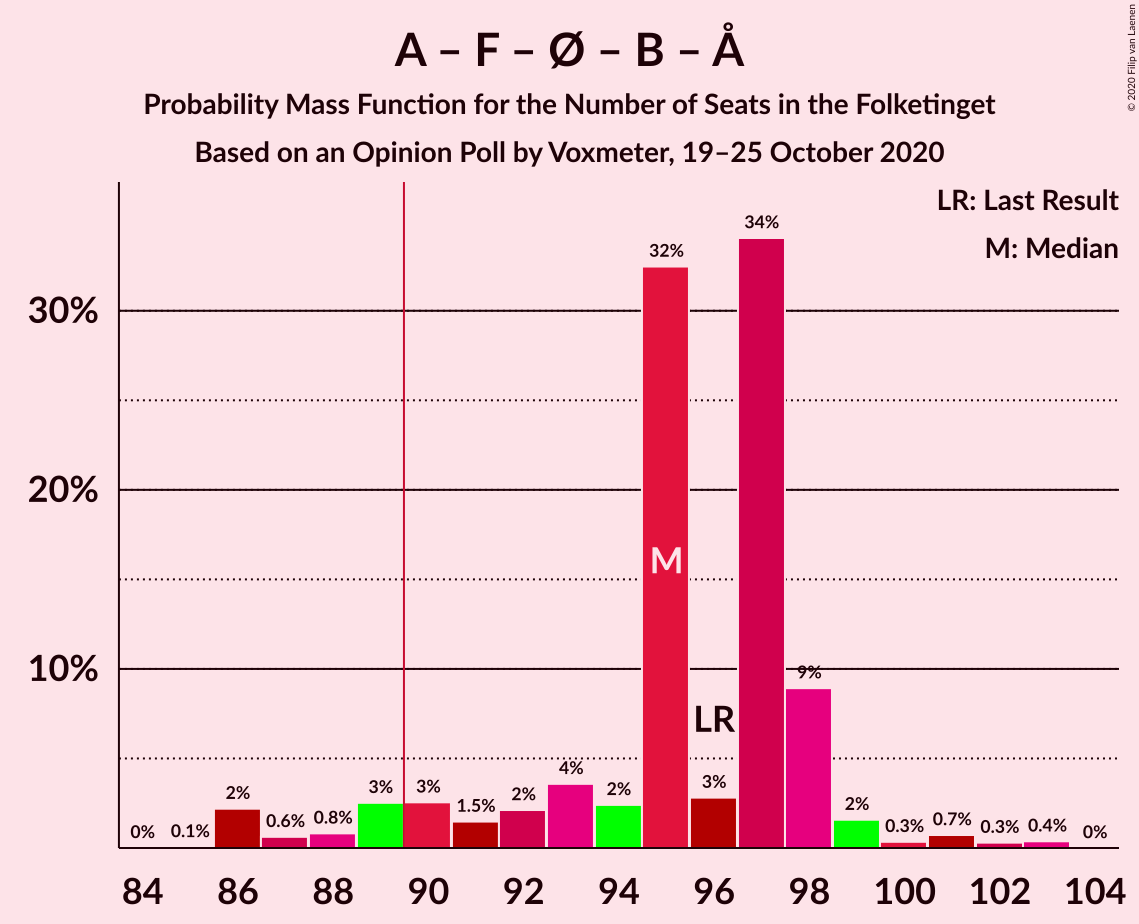 A – F – Ø – B – Å
Probability Mass Function for the Number of Seats in the Folketinget
Based on an Opinion Poll by Voxmeter, 19–25 October 2020
© 2020 Filip van Laenen
LR: Last Result
M: Median
30%
20%
10%
0%
0.1%
2%
0.6%
0.8%
3%
3%
1.5%
2%
4%
2%
32%
3%
34%
9%
2%
0.3%
0.7%
0.3%
0.4%
0%
M
LR
84 86 88 90 92 94 96 98 100 102 104